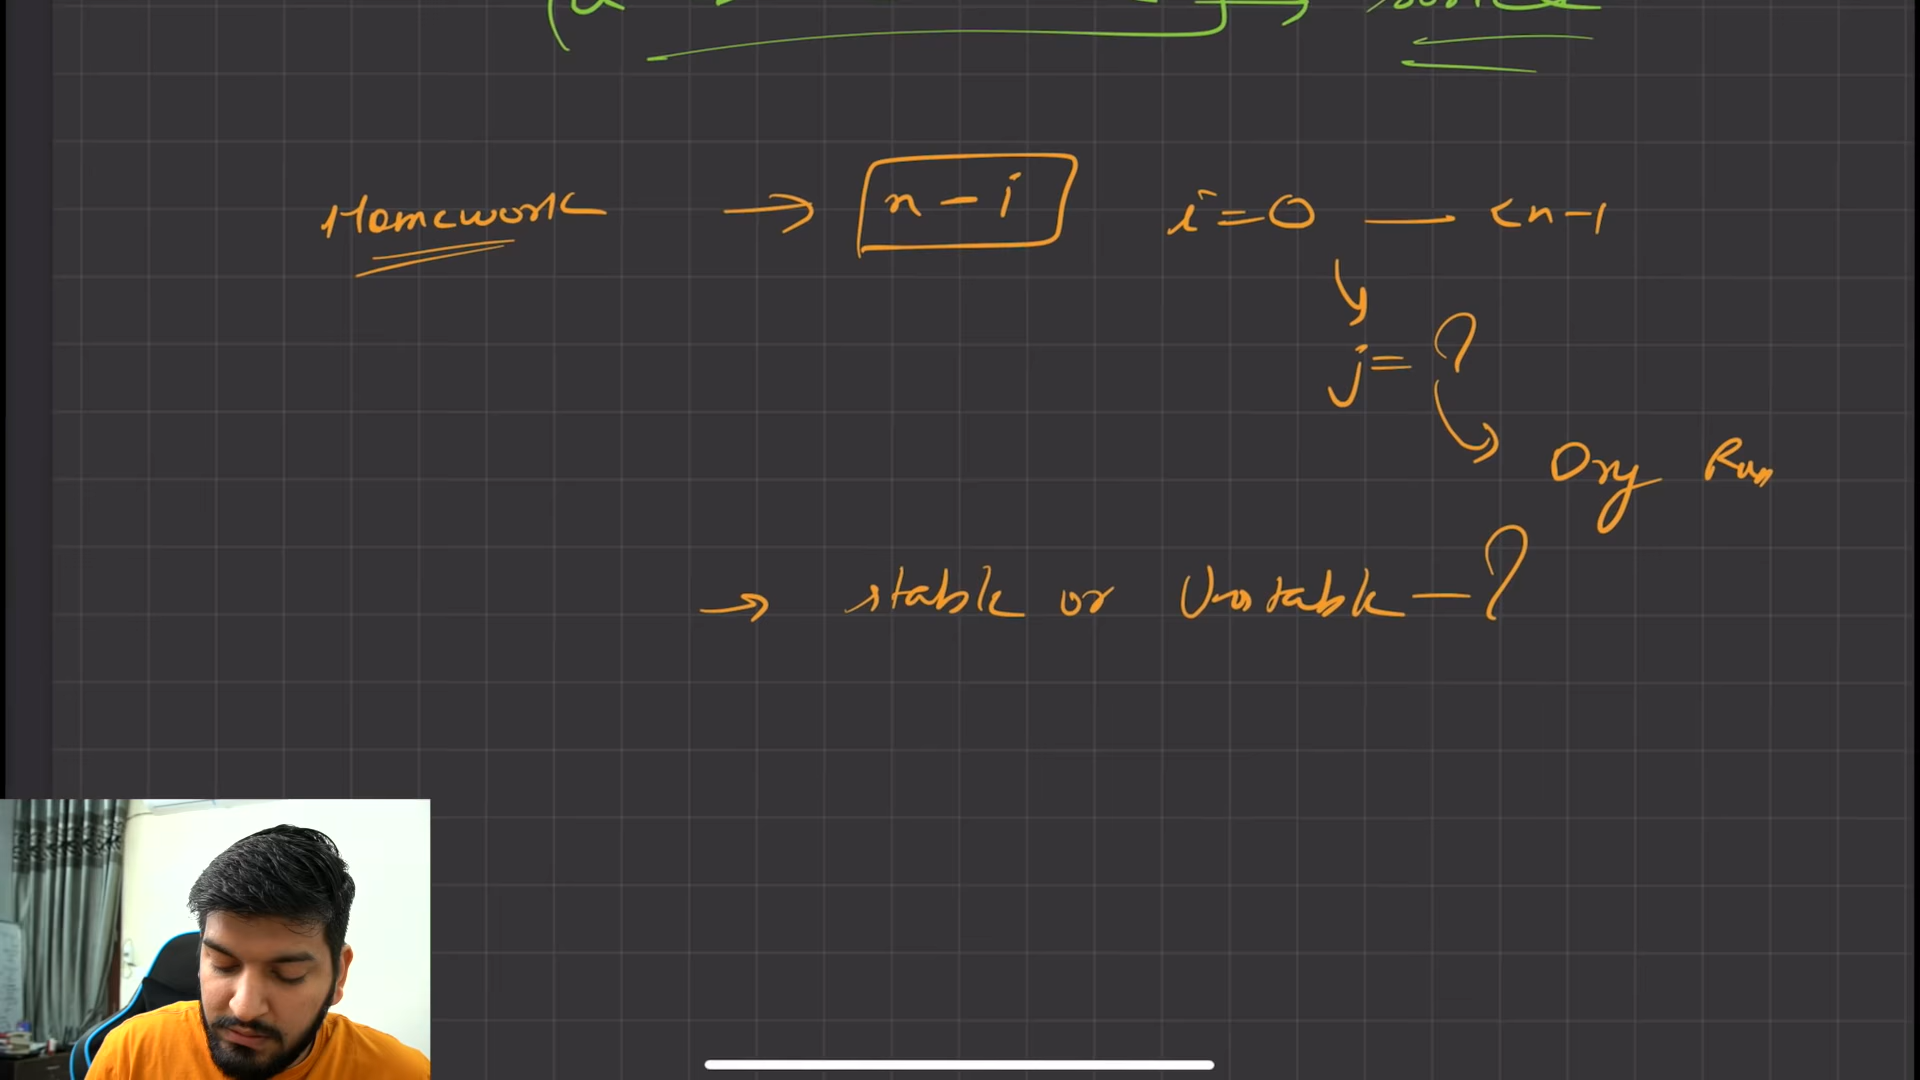 Homework → n - i i = 0 — < n - 1
j = ?
Dry Run
→ stable or Unstable - ?